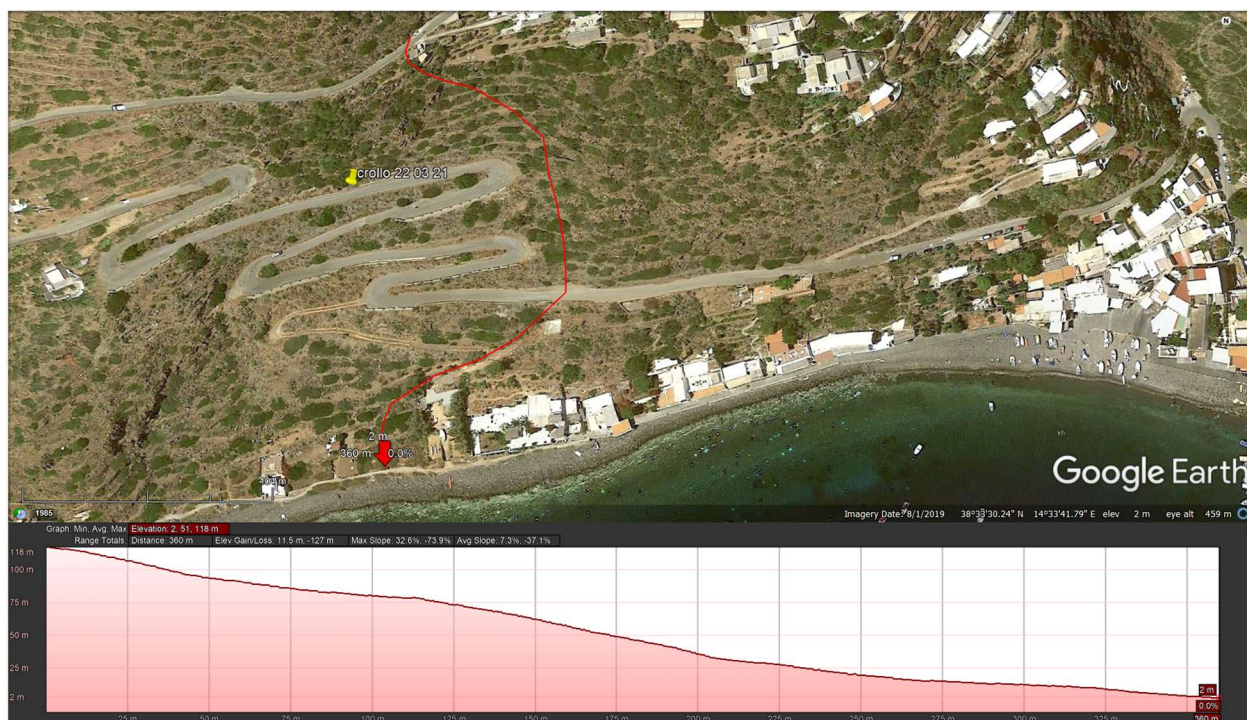 N
crollo 22 03 21
2 m
360 m 0.0%
Google Earth
1985
Imagery Date: 8/1/2019 38°33'30.24" N 14°33'41.79" E elev 2 m eye alt 459 m
Graph: Min, Avg, Max Elevation: 2, 51, 118 m
Range Totals: Distance: 360 m Elev Gain/Loss: 11.5 m, -127 m Max Slope: 32.6%, -73.9% Avg Slope: 7.3%, -37.1%
118 m
100 m
75 m
50 m
25 m
2 m
2 m
0.0%
25 m 50 m 75 m 100 m 125 m 150 m 175 m 200 m 225 m 250 m 275 m 300 m 325 m 360 m